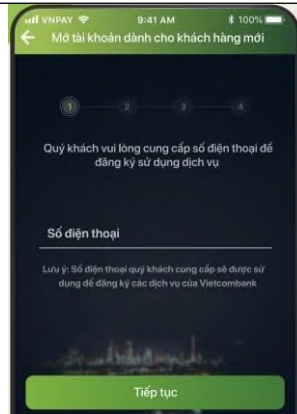 VNPAY 9:41 AM 100%
Mở tài khoản dành cho khách hàng mới
1 2 3 4
Quý khách vui lòng cung cấp số điện thoại để
đăng ký sử dụng dịch vụ
Số điện thoại
Lưu ý: Số điện thoại quý khách cung cấp sẽ được sử
dụng để đăng ký các dịch vụ của Vietcombank
Tiếp tục